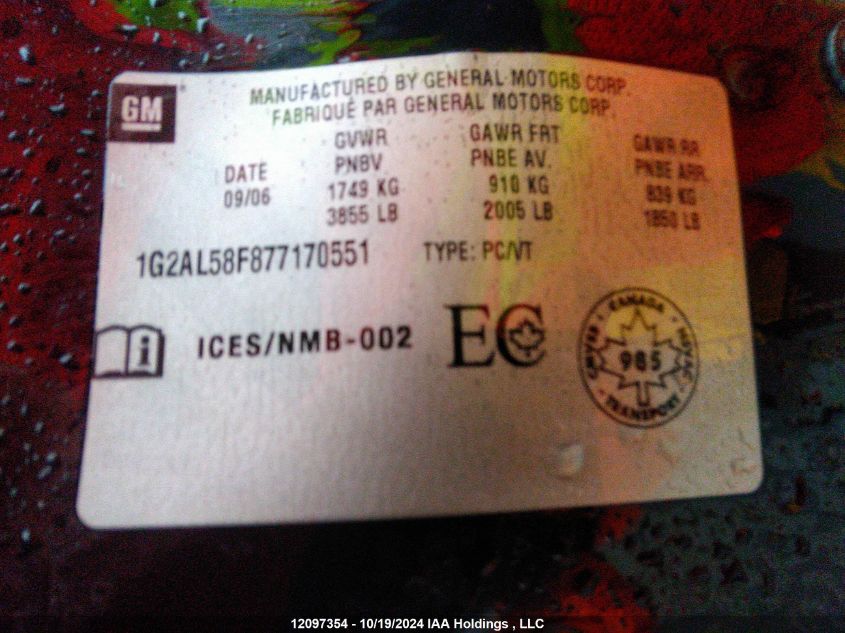 GM
MANUFACTURED BY GENERAL MOTORS CORP.
FABRIQUÉ PAR GENERAL MOTORS CORP.
DATE
09/06
GVWR
PNBV
1749 KG
3855 LB
GAWR FRT
PNBE AV.
910 KG
2005 LB
GAWR RR
PNBE ARR.
839 KG
1850 LB
1G2AL58F877170551 TYPE: PC/VT
i ICES/NMB-002 EC
CANADA
985
TRANSPORT
12097354 - 10/19/2024 IAA Holdings , LLC